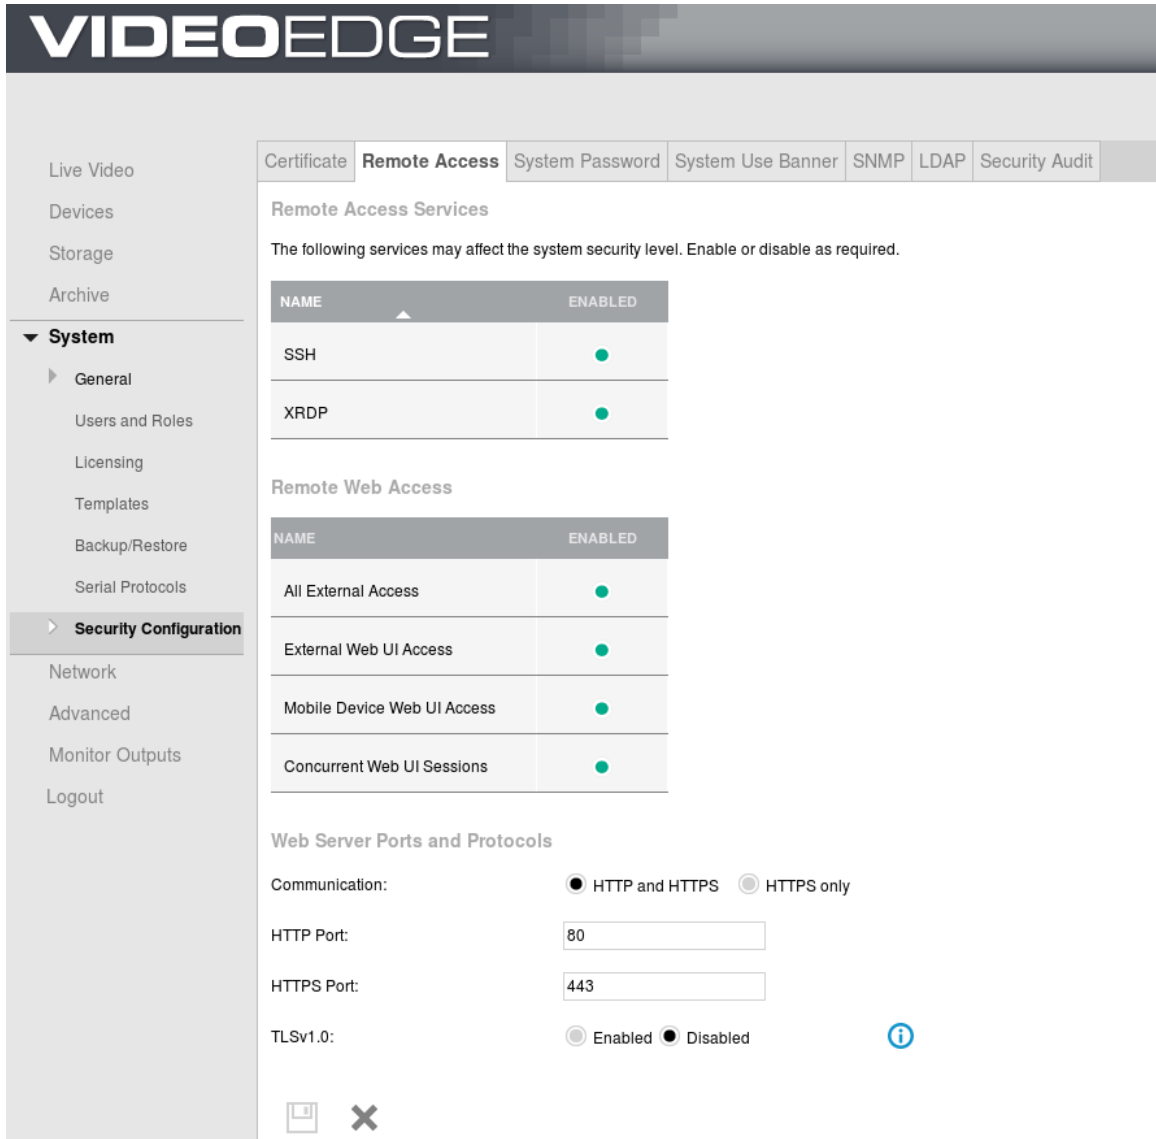 VIDEOEDGE
Live Video
Devices
Storage
Archive
System
General
Users and Roles
Licensing
Templates
Backup/Restore
Serial Protocols
Security Configuration
Network
Advanced
Monitor Outputs
Logout
Certificate Remote Access System Password System Use Banner SNMP LDAP Security Audit
Remote Access Services
The following services may affect the system security level. Enable or disable as required.
NAME ENABLED
SSH
XRDP
Remote Web Access
NAME ENABLED
All External Access
External Web UI Access
Mobile Device Web UI Access
Concurrent Web UI Sessions
Web Server Ports and Protocols
Communication: HTTP and HTTPS HTTPS only
HTTP Port: 80
HTTPS Port: 443
TLSv1.0: Enabled Disabled